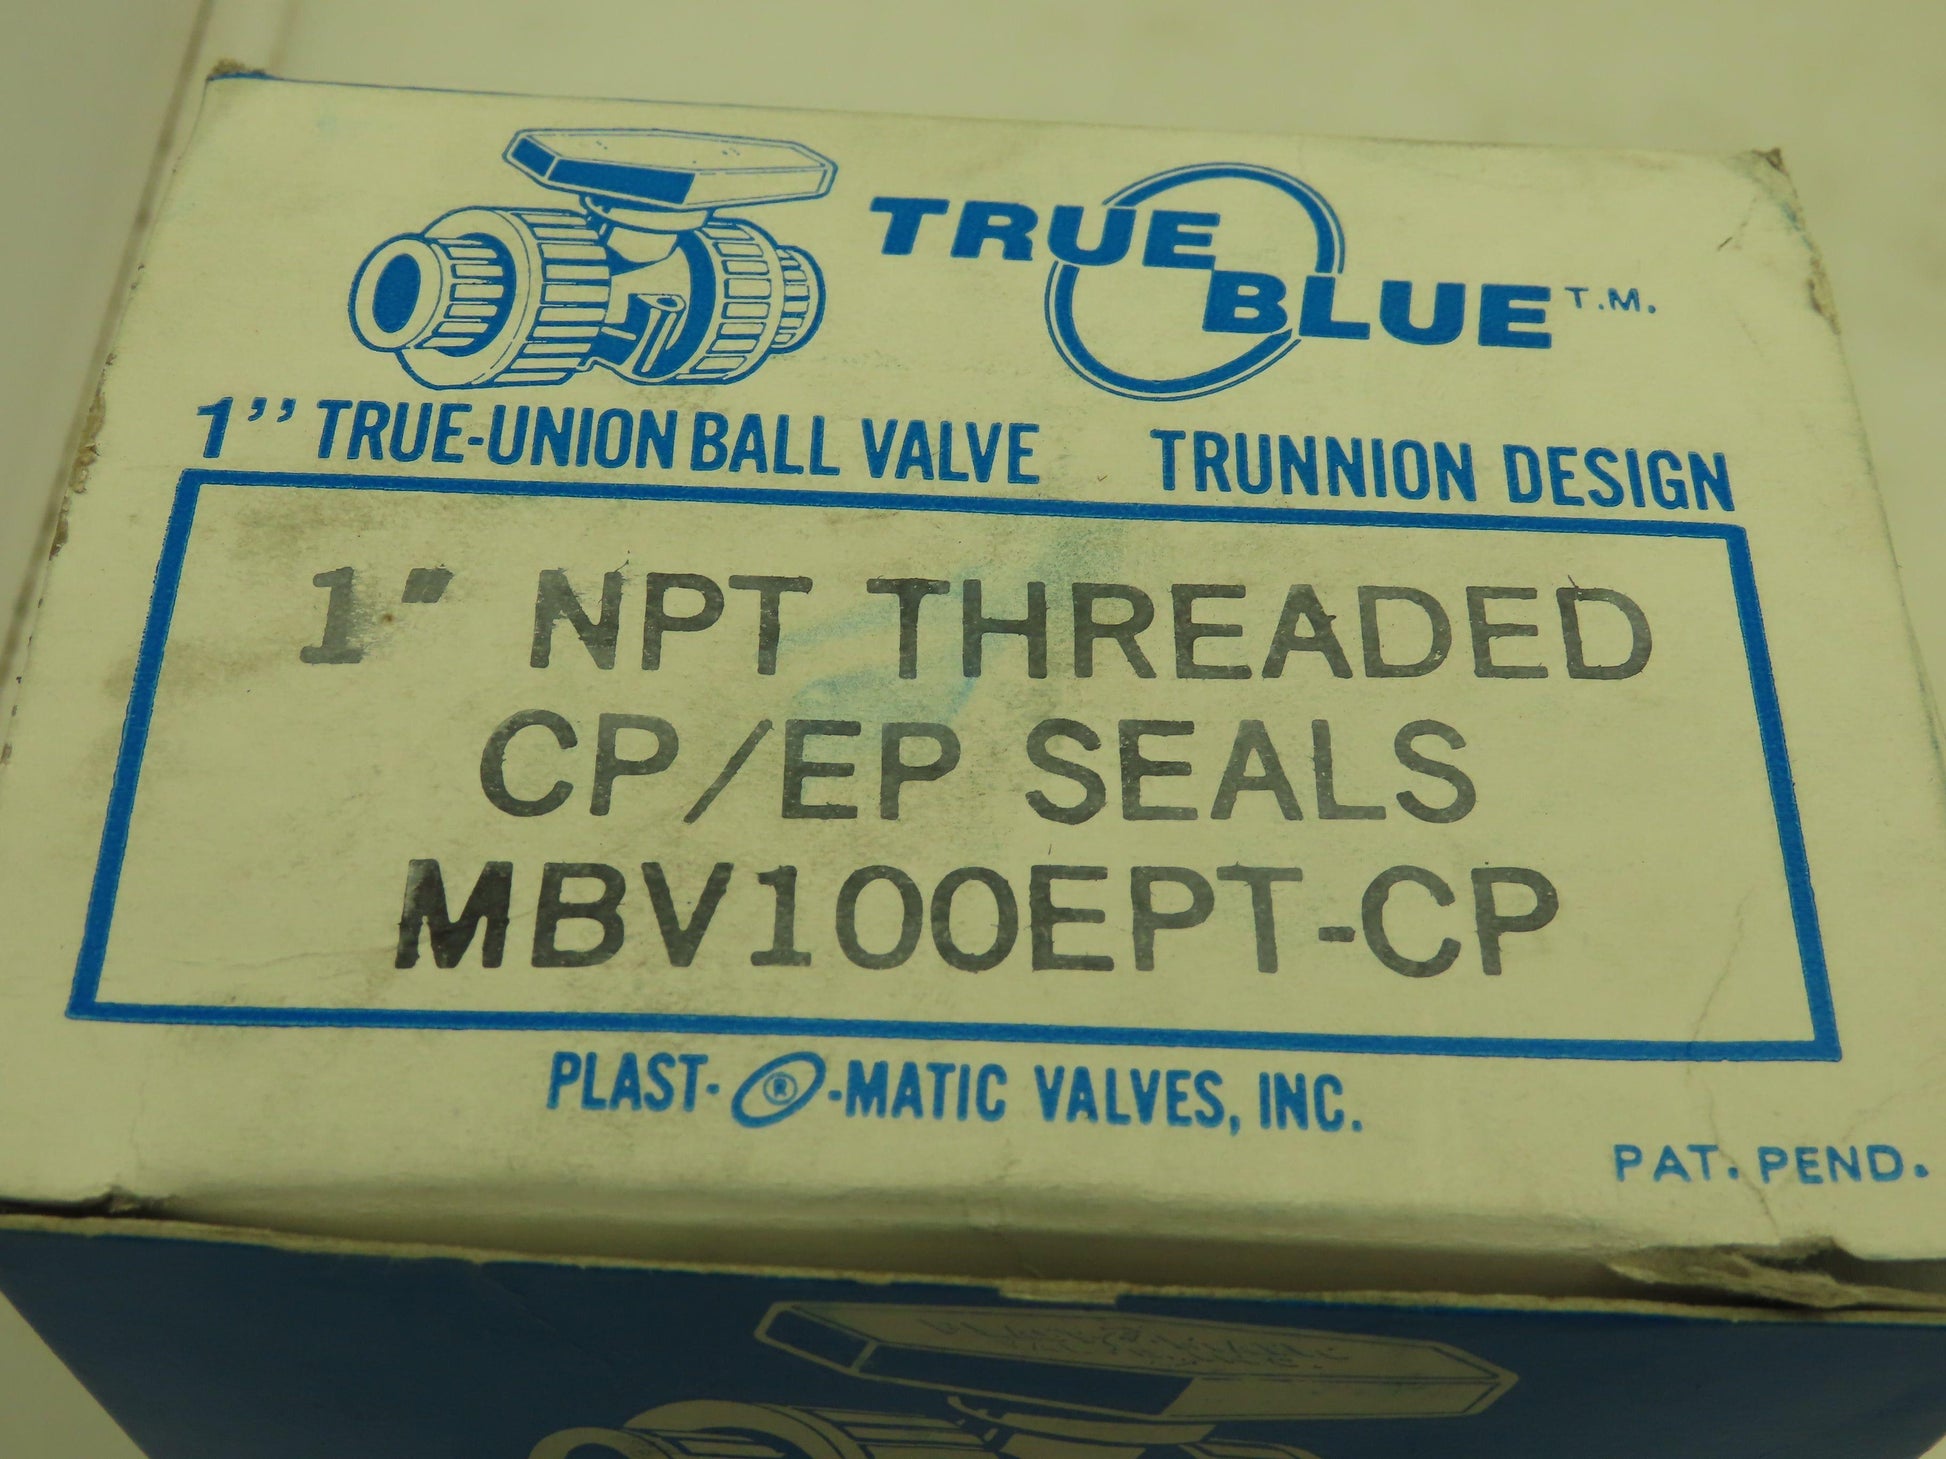 TRUE
BLUE T.M.
1'' TRUE-UNION BALL VALVE TRUNNION DESIGN
1" NPT THREADED
CP/EP SEALS
MBV100EPT-CP
PLAST-O®-MATIC VALVES, INC.
PAT. PEND.